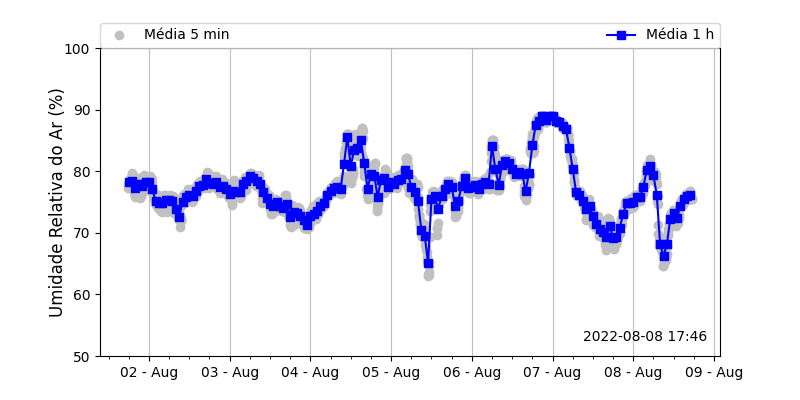 Média 5 min Média 1 h
100
90
80
70
60
50
Umidade Relativa do Ar (%)
2022-08-08 17:46
02 - Aug 03 - Aug 04 - Aug 05 - Aug 06 - Aug 07 - Aug 08 - Aug 09 - Aug